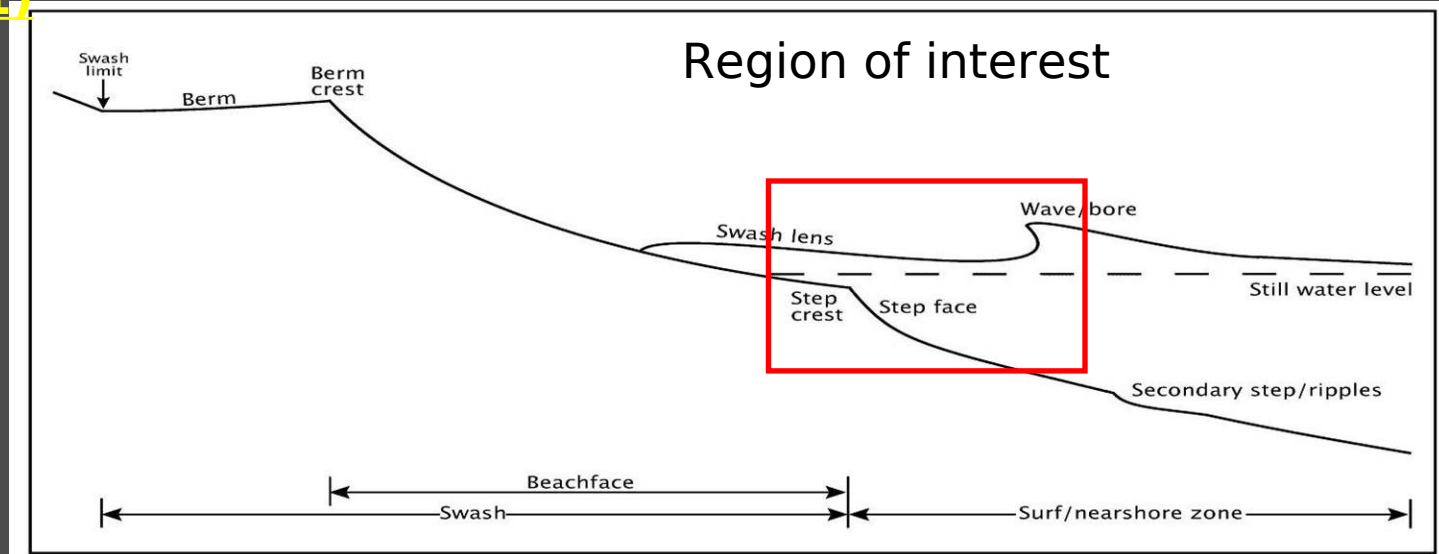 Region of interest
Swash
limit
Berm
Berm
crest
Swash lens
Wave/bore
Still water level
Step
crest
Step face
Secondary step/ripples
Beachface
Swash
Surf/nearshore zone